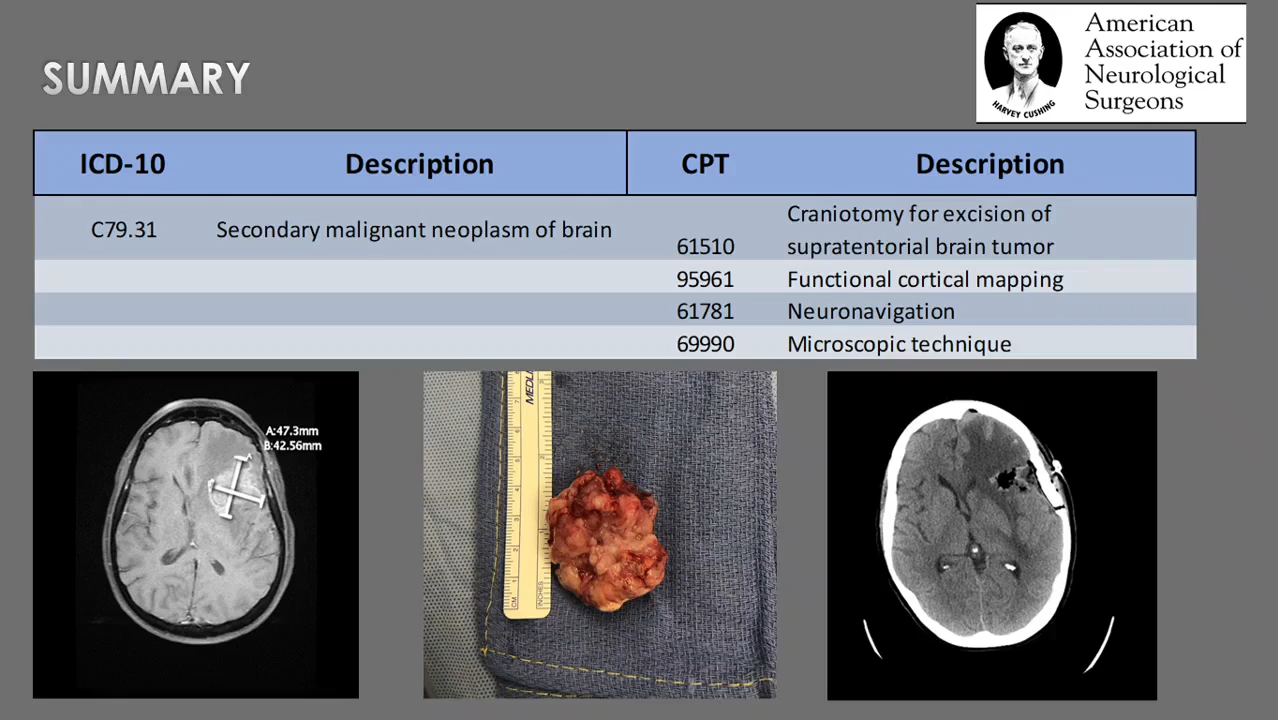 SUMMARY
American
Association of
Neurological
Surgeons
HARVEY CUSHING
ICD-10 Description CPT Description
C79.31 Secondary malignant neoplasm of brain 61510 Craniotomy for excision of
supratentorial brain tumor
95961 Functional cortical mapping
61781 Neuronavigation
69990 Microscopic technique
A:47.3mm
B:42.56mm
CM
INCHES